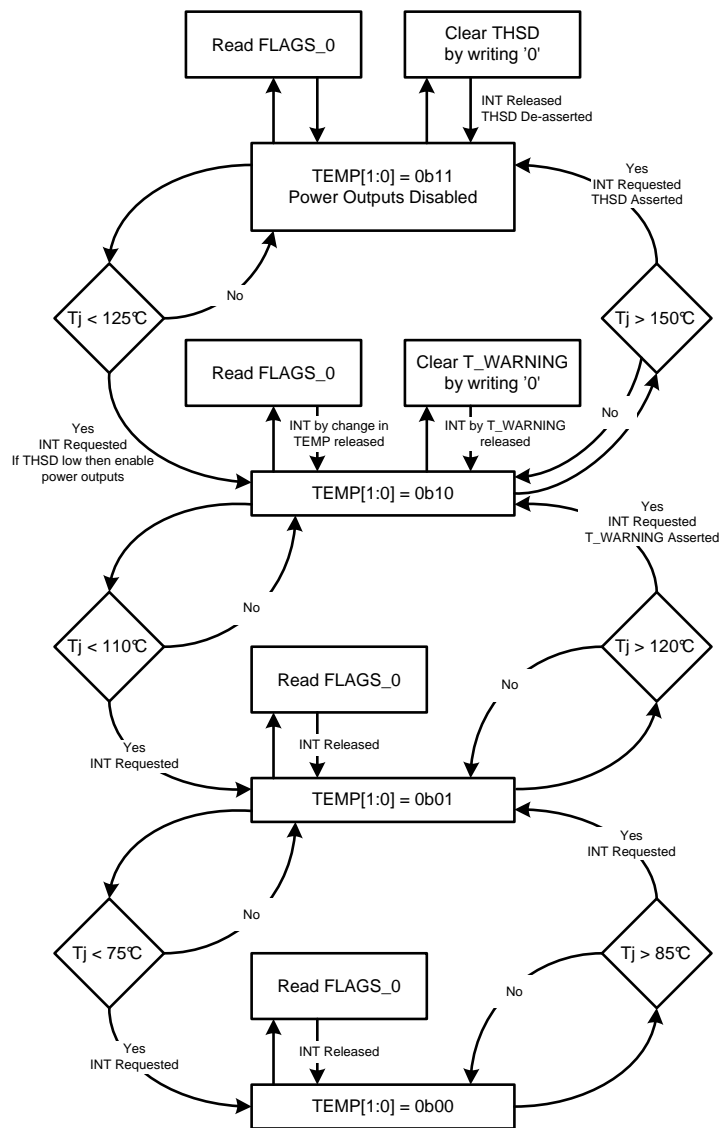 Read FLAGS_0
Clear THSD
by writing '0'
INT Released
THSD De-asserted
TEMP[1:0] = 0b11
Power Outputs Disabled
Yes
INT Requested
THSD Asserted
No
Tj < 125°C
Tj > 150°C
Read FLAGS_0
Clear T_WARNING
by writing '0'
No
Yes
INT Requested
If THSD low then enable
power outputs
INT by change in
TEMP released
INT by T_WARNING
released
TEMP[1:0] = 0b10
Yes
INT Requested
T_WARNING Asserted
No
Tj < 110°C
Tj > 120°C
Read FLAGS_0
No
Yes
INT Requested
INT Released
TEMP[1:0] = 0b01
Yes
INT Requested
No
Tj < 75°C
Tj > 85°C
Read FLAGS_0
No
Yes
INT Requested
INT Released
TEMP[1:0] = 0b00